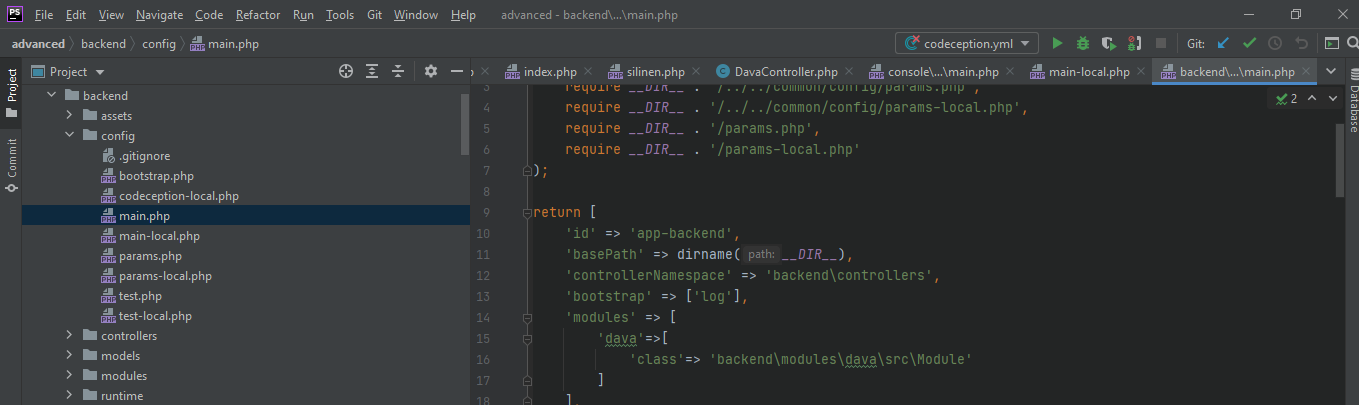 PS File Edit View Navigate Code Refactor Run Tools Git Window Help advanced - backend\...\main.php
advanced backend config main.php codeception.yml Git:
Project
index.php silinen.php DavaController.php console\...\main.php main-local.php backend\...\main.php
Project
Commit
Database
backend
assets
config
.gitignore
bootstrap.php
codeception-local.php
main.php
main-local.php
params.php
params-local.php
test.php
test-local.php
controllers
models
modules
runtime
2
3 require __DIR__ . '/../../common/config/params.php',
4 require __DIR__ . '/../../common/config/params-local.php',
5 require __DIR__ . '/params.php',
6 require __DIR__ . '/params-local.php'
7 );
8
9 return [
10 'id' => 'app-backend',
11 'basePath' => dirname( path: __DIR__),
12 'controllerNamespace' => 'backend\controllers',
13 'bootstrap' => ['log'],
14 'modules' => [
15 'dava'=>[
16 'class'=> 'backend\modules\dava\src\Module'
17 ]
18 ],